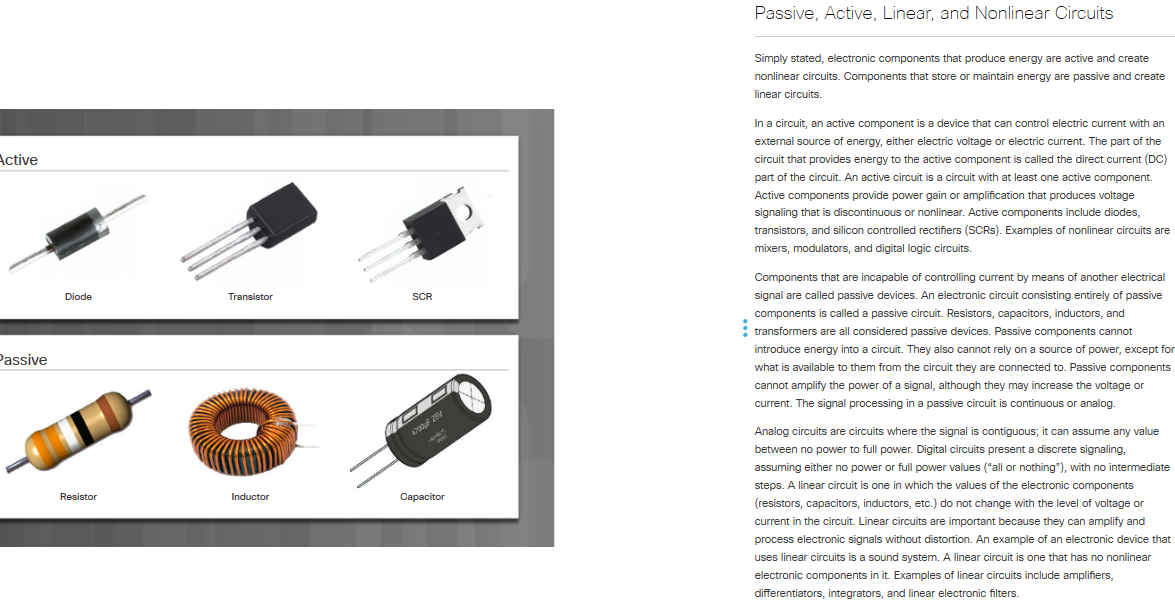 Passive, Active, Linear, and Nonlinear Circuits
Simply stated, electronic components that produce energy are active and create
nonlinear circuits. Components that store or maintain energy are passive and create
linear circuits.
In a circuit, an active component is a device that can control electric current with an
external source of energy, either electric voltage or electric current. The part of the
circuit that provides energy to the active component is called the direct current (DC)
part of the circuit. An active circuit is a circuit with at least one active component.
Active components provide power gain or amplification that produces voltage
signaling that is discontinuous or nonlinear. Active components include diodes,
transistors, and silicon controlled rectifiers (SCRs). Examples of nonlinear circuits are
mixers, modulators, and digital logic circuits.
Components that are incapable of controlling current by means of another electrical
signal are called passive devices. An electronic circuit consisting entirely of passive
components is called a passive circuit. Resistors, capacitors, inductors, and
transformers are all considered passive devices. Passive components cannot
introduce energy into a circuit. They also cannot rely on a source of power, except for
what is available to them from the circuit they are connected to. Passive components
cannot amplify the power of a signal, although they may increase the voltage or
current. The signal processing in a passive circuit is continuous or analog.
Analog circuits are circuits where the signal is contiguous; it can assume any value
between no power to full power. Digital circuits present a discrete signaling,
assuming either no power or full power values (“all or nothing”), with no intermediate
steps. A linear circuit is one in which the values of the electronic components
(resistors, capacitors, inductors, etc.) do not change with the level of voltage or
current in the circuit. Linear circuits are important because they can amplify and
process electronic signals without distortion. An example of an electronic device that
uses linear circuits is a sound system. A linear circuit is one that has no nonlinear
electronic components in it. Examples of linear circuits include amplifiers,
differentiators, integrators, and linear electronic filters.
Active
Diode
Transistor
SCR
Passive
Resistor
Inductor
Capacitor